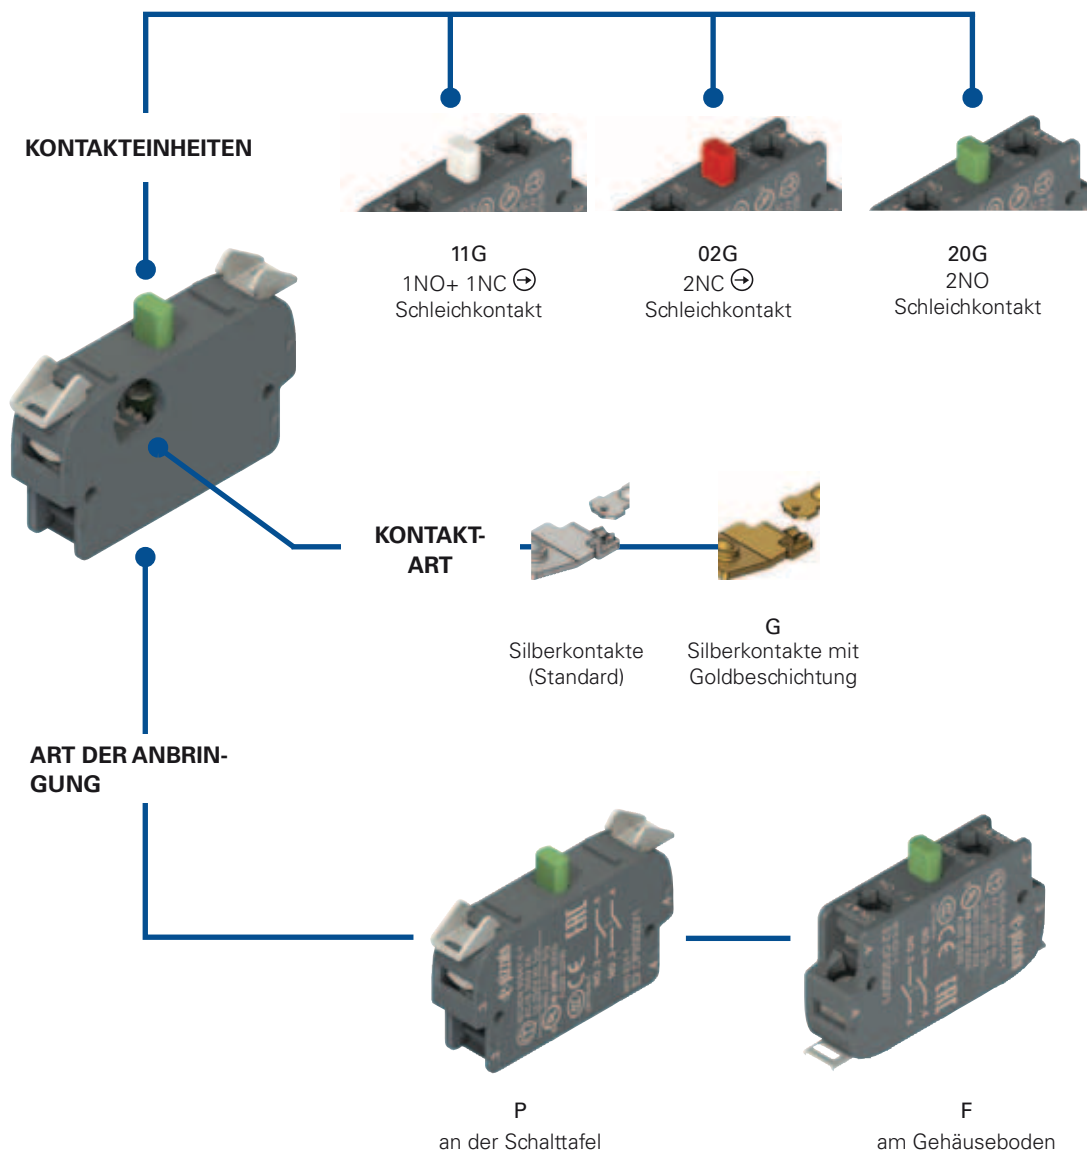 KONTAKTEINHEITEN
11G
1NO+ 1NC
Schleichkontakt
02G
2NC
Schleichkontakt
20G
2NO
Schleichkontakt
KONTAKT-
ART
Silberkontakte
(Standard)
G
Silberkontakte mit
Goldbeschichtung
ART DER ANBRIN-
GUNG
P
an der Schalttafel
F
am Gehäuseboden